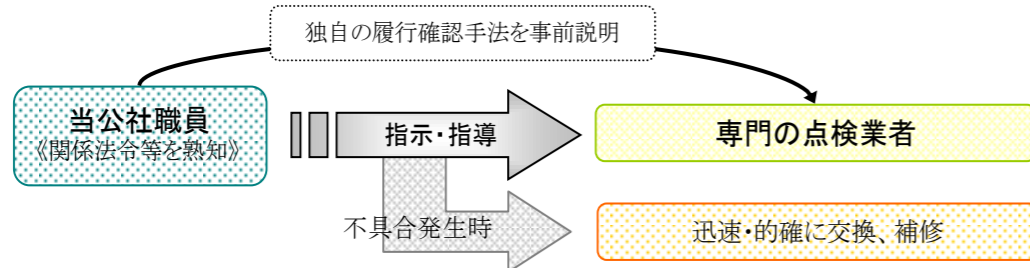 独自の履行確認手法を事前説明
当公社職員
《関係法令等を熟知》
指示・指導
専門の点検業者
不具合発生時
迅速・的確に交換、補修